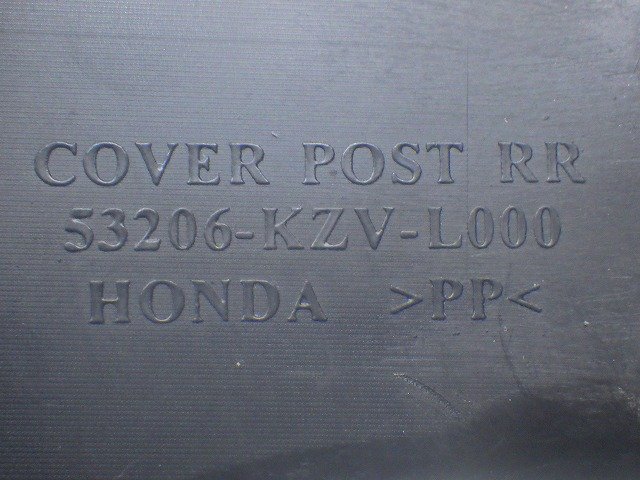 COVER POST RR
53206-KZV-L000
HONDA >PP<